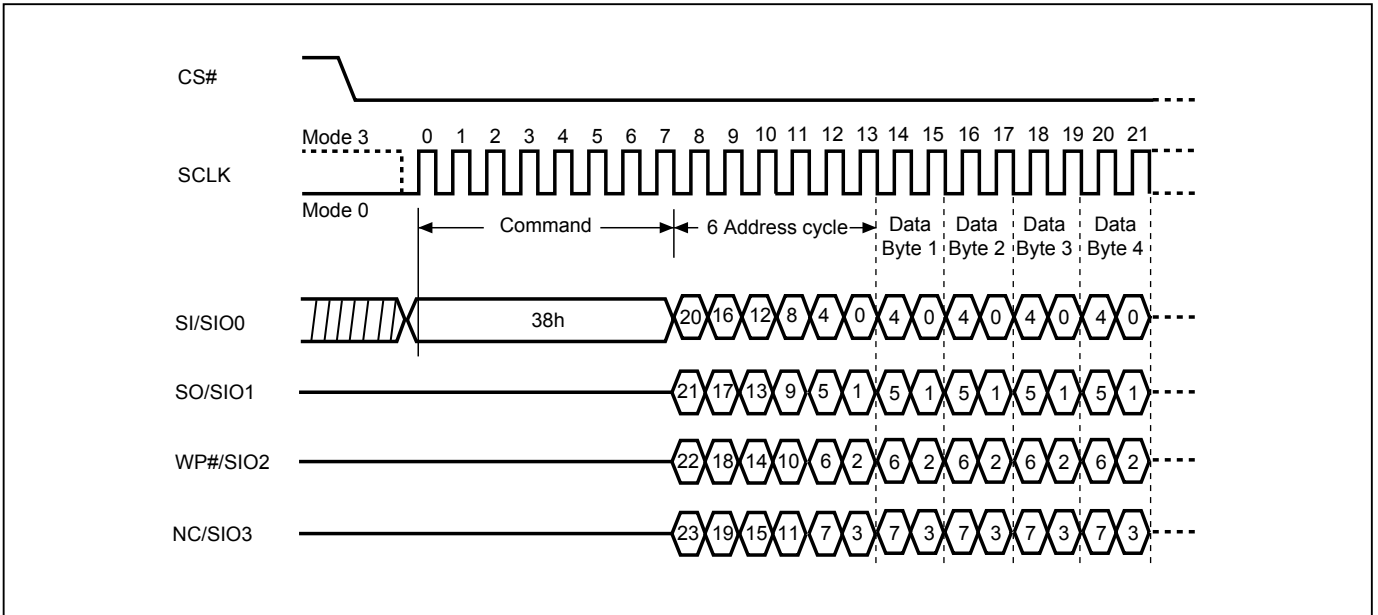 CS#
Mode 3
0 1 2 3 4 5 6 7 8 9 10 11 12 13 14 15 16 17 18 19 20 21
SCLK
Mode 0
Command
6 Address cycle
Data Byte 1
Data Byte 2
Data Byte 3
Data Byte 4
SI/SIO0
38h
20 16 12 8 4 0 4 0 4 0 4 0 4 0
SO/SIO1
21 17 13 9 5 1 5 1 5 1 5 1 5 1
WP#/SIO2
22 18 14 10 6 2 6 2 6 2 6 2 6 2
NC/SIO3
23 19 15 11 7 3 7 3 7 3 7 3 7 3